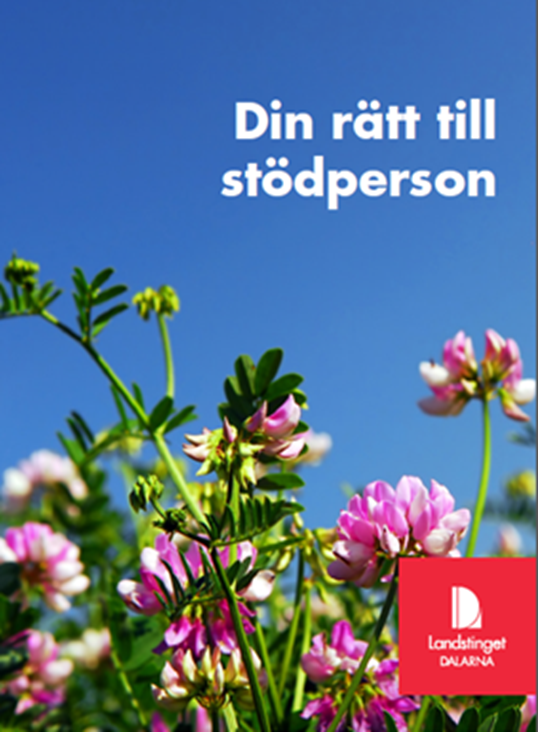 Din rätt till
stödperson
Landstinget
DALARNA